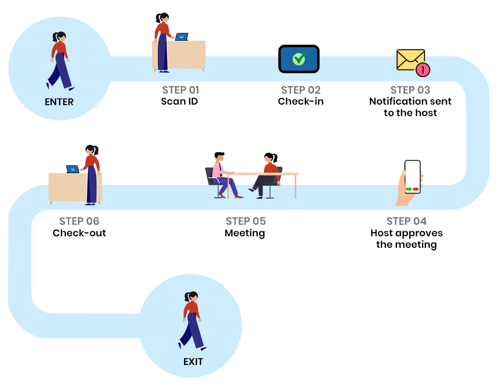 ENTER
STEP 01
Scan ID
STEP 02
Check-in
1
STEP 03
Notification sent
to the host
STEP 04
Host approves
the meeting
STEP 05
Meeting
STEP 06
Check-out
EXIT